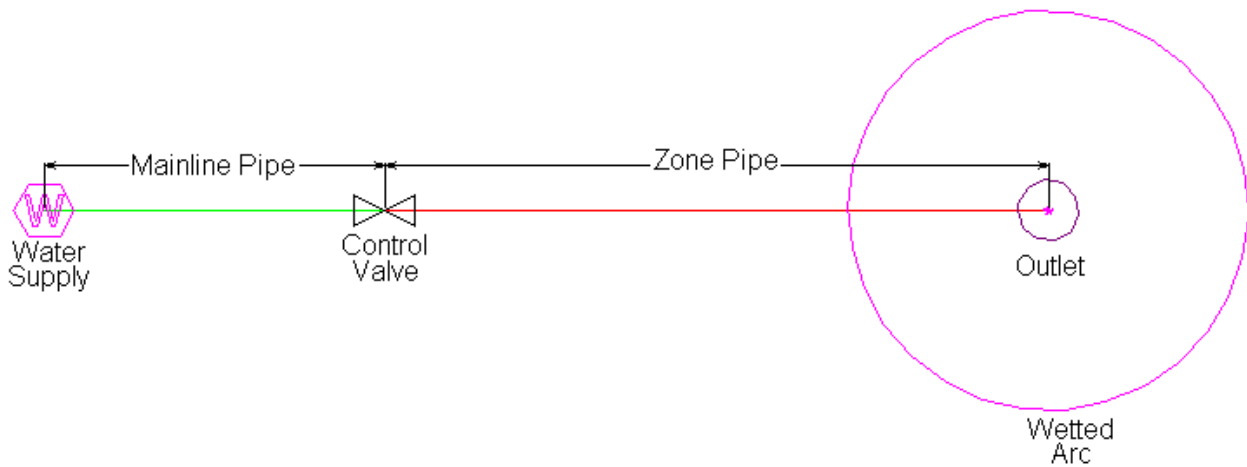 Mainline Pipe
Zone Pipe
W
Water
Supply
Control
Valve
Outlet
Wetted
Arc